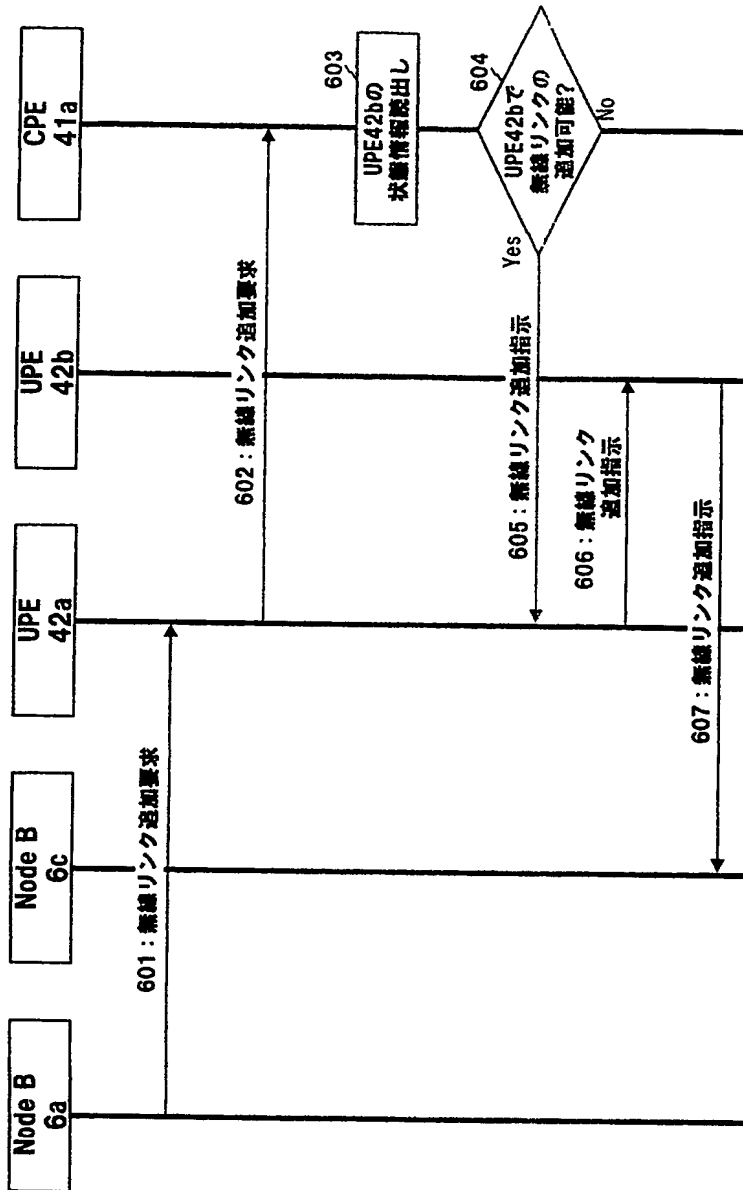 Node B
6a
Node B
6c
UPE
42a
UPE
42b
CPE
41a
601：無線リンク追加要求
602：無線リンク追加要求
603
UPE42bの
状態情報読出し
604
UPE42bで
無線リンクの
追加可能?
Yes
No
605：無線リンク追加指示
606：無線リンク
追加指示
607：無線リンク追加指示